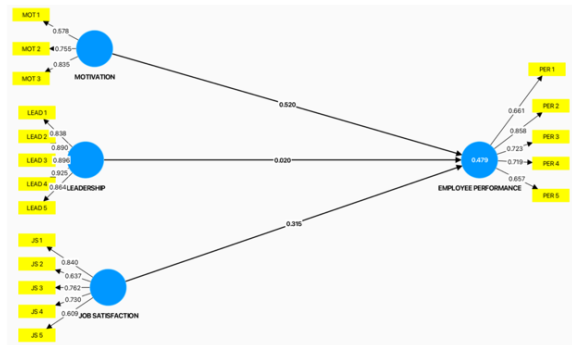 MOT 1
0.578
MOT 2
0.755
0.835
MOT 3
MOTIVATION
LEAD 1
0.838
LEAD 2
0.890
LEAD 3
0.896
0.925
LEAD 4
0.864
LEADERSHIP
LEAD 5
JS 1
0.840
JS 2
0.637
JS 3
0.762
0.730
JS 4
0.609
JOB SATISFACTION
JS 5
0.520
0.020
0.315
0.479
EMPLOYEE PERFORMANCE
PER 1
0.661
PER 2
0.858
PER 3
0.723
PER 4
0.719
0.657
PER 5